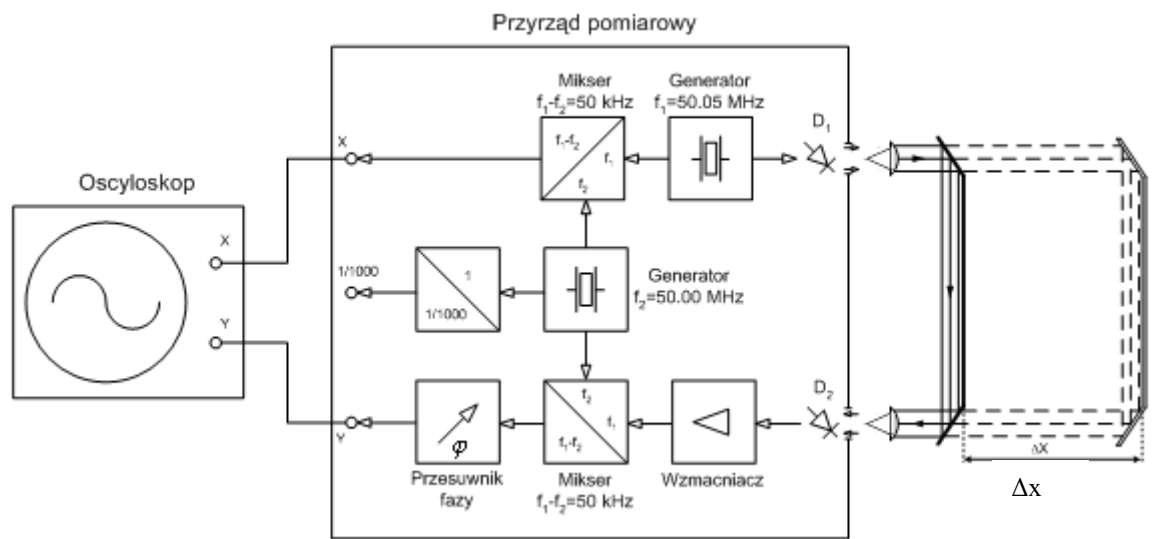 Przyrząd pomiarowy
Mikser
f₁-f₂=50 kHz
Generator
f₁=50.05 MHz
D₁
X
f₁-f₂
f₁
f₂
Oscyloskop
X
Y
1/1000
1
1/1000
Generator
f₂=50.00 MHz
D₂
Y
φ
f₂
f₁
f₁-f₂
Przesuwnik
fazy
Mikser
f₁-f₂=50 kHz
Wzmacniacz
ΔX
Δx